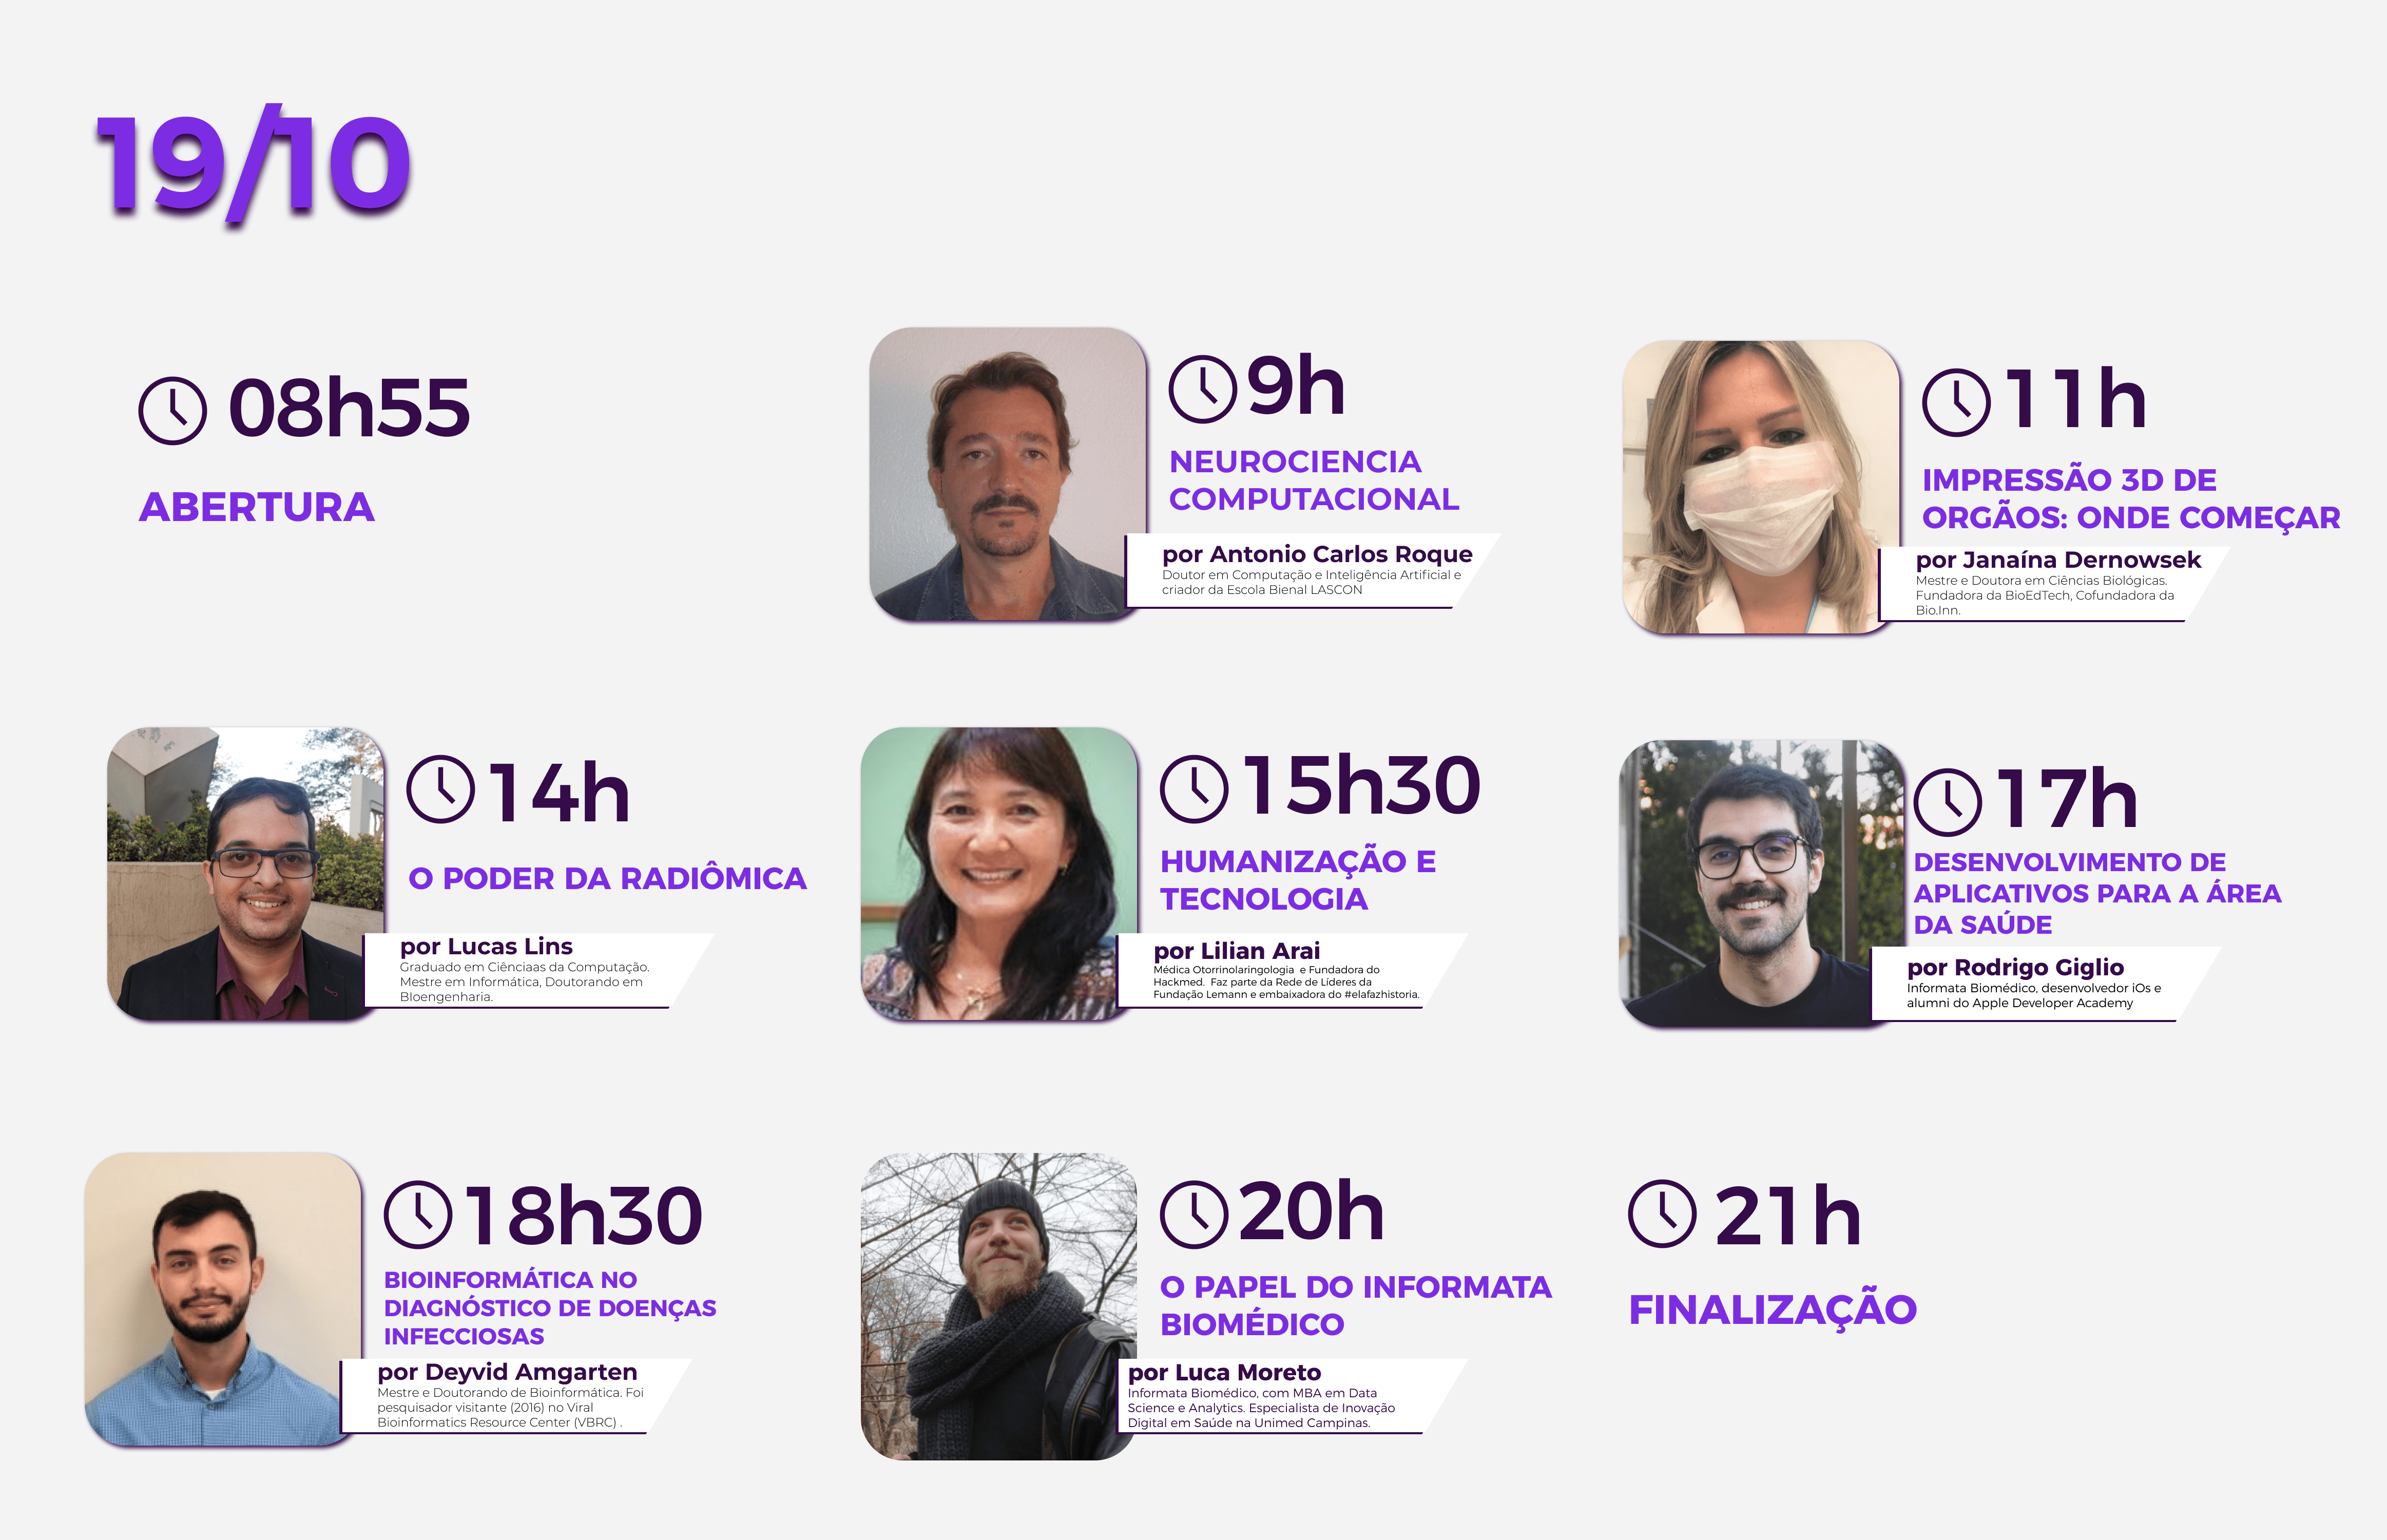 19/10
08h55
ABERTURA
9h
NEUROCIENCIA
COMPUTACIONAL
por Antonio Carlos Roque
Doutor em Computação e Inteligência Artificial e
criador da Escola Bienal LASCON
11h
IMPRESSÃO 3D DE
ORGÃOS: ONDE COMEÇAR
por Janaína Dernowsek
Mestre e Doutora em Ciências Biológicas.
Fundadora da BioEdTech, Cofundadora da
Bio.Inn.
14h
O PODER DA RADIÔMICA
por Lucas Lins
Graduado em Ciênciaas da Computação.
Mestre em Informática, Doutorando em
BIoengenharia.
15h30
HUMANIZAÇÃO E
TECNOLOGIA
por Lilian Arai
Médica Otorrinolaringologia e Fundadora do
Hackmed. Faz parte da Rede de Líderes da
Fundação Lemann e embaixadora do #elafazhistoria.
17h
DESENVOLVIMENTO DE
APLICATIVOS PARA A ÁREA
DA SAÚDE
por Rodrigo Giglio
Informata Biomédico, desenvolvedor iOs e
alumni do Apple Developer Academy
18h30
BIOINFORMÁTICA NO
DIAGNÓSTICO DE DOENÇAS
INFECCIOSAS
por Deyvid Amgarten
Mestre e Doutorando de Bioinformática. Foi
pesquisador visitante (2016) no Viral
Bioinformatics Resource Center (VBRC) .
20h
O PAPEL DO INFORMATA
BIOMÉDICO
por Luca Moreto
Informata Biomédico, com MBA em Data
Science e Analytics. Especialista de Inovação
Digital em Saúde na Unimed Campinas.
21h
FINALIZAÇÃO